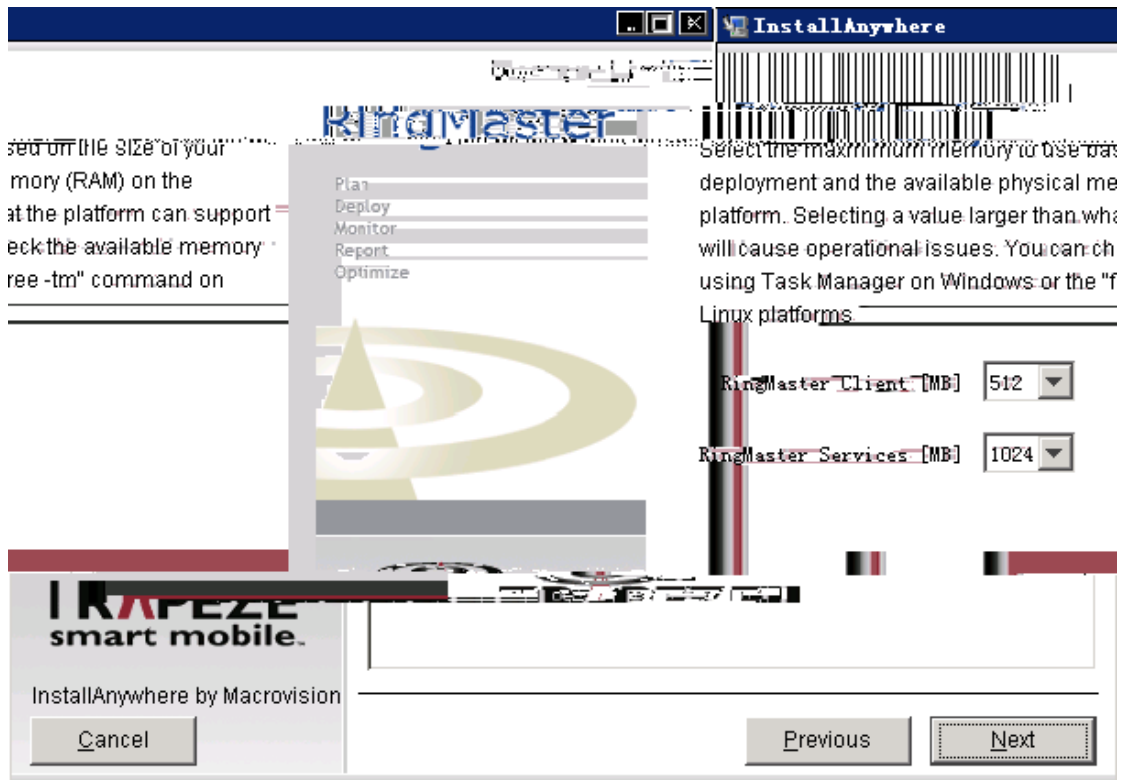 InstallAnywhere
RingMaster
sed on the size of your
mory (RAM) on the
at the platform can support
eck the available memory
ree -tm" command on
Plan
Deploy
Monitor
Report
Optimize
Select the maxmimum memory to use bas
deployment and the available physical me
platform. Selecting a value larger than wha
will cause operational issues. You can ch
using Task Manager on Windows or the "f
Linux platforms.
RingMaster Client [MB] 512
RingMaster Services [MB] 1024
TRAPEZE
smart mobile.
InstallAnywhere by Macrovision
Cancel
Previous
Next